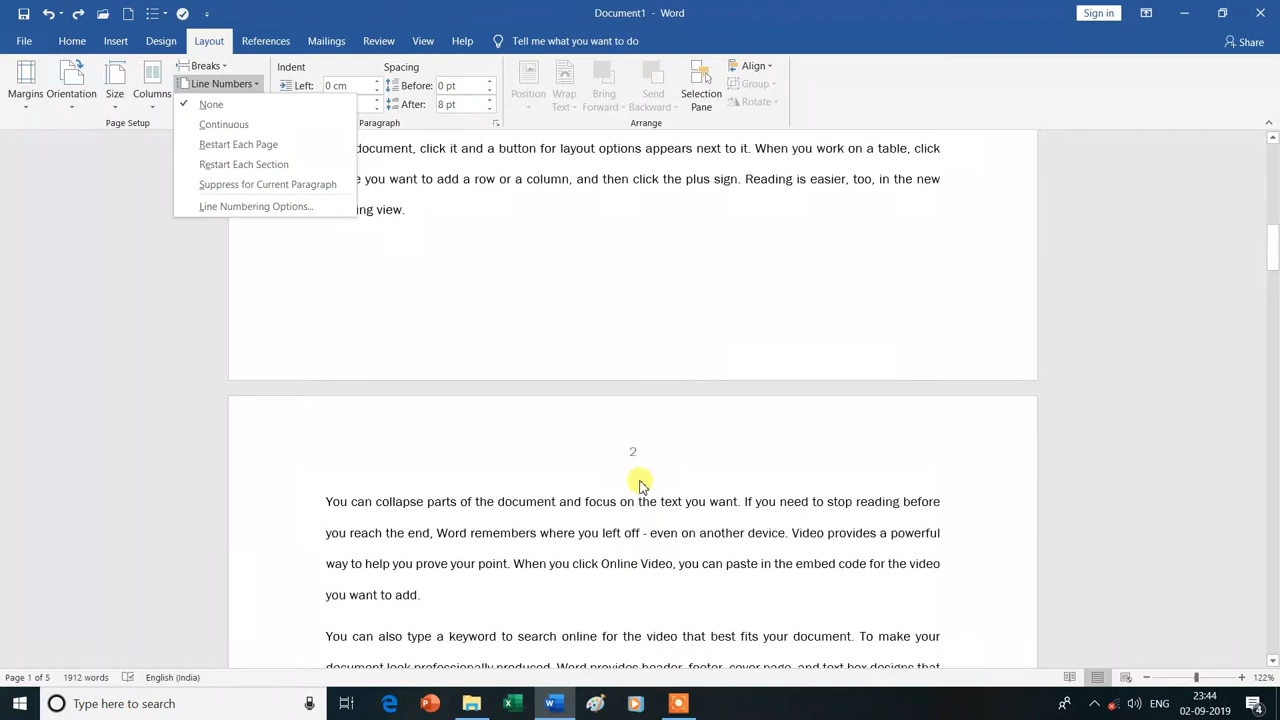 Document1 - Word
Sign in
File Home Insert Design Layout References Mailings Review View Help Tell me what you want to do Share
Margins Orientation Size Columns
Breaks
Line Numbers
Page Setup
Indent Spacing
Left: 0 cm Before: 0 pt
After: 8 pt
Paragraph
Position Wrap Text Bring Forward Send Backward Selection Pane
Align
Group
Rotate
Arrange
None
Continuous
Restart Each Page
Restart Each Section
Suppress for Current Paragraph
Line Numbering Options...
document, click it and a button for layout options appears next to it. When you work on a table, click
you want to add a row or a column, and then click the plus sign. Reading is easier, too, in the new
ing view.
2
You can collapse parts of the document and focus on the text you want. If you need to stop reading before
you reach the end, Word remembers where you left off - even on another device. Video provides a powerful
way to help you prove your point. When you click Online Video, you can paste in the embed code for the video
you want to add.
You can also type a keyword to search online for the video that best fits your document. To make your
document look professionally produced, Word provides header, footer, cover page, and text box designs that
Page 1 of 5 1912 words English (India) 122%
Type here to search
ENG
23:44
02-09-2019
4